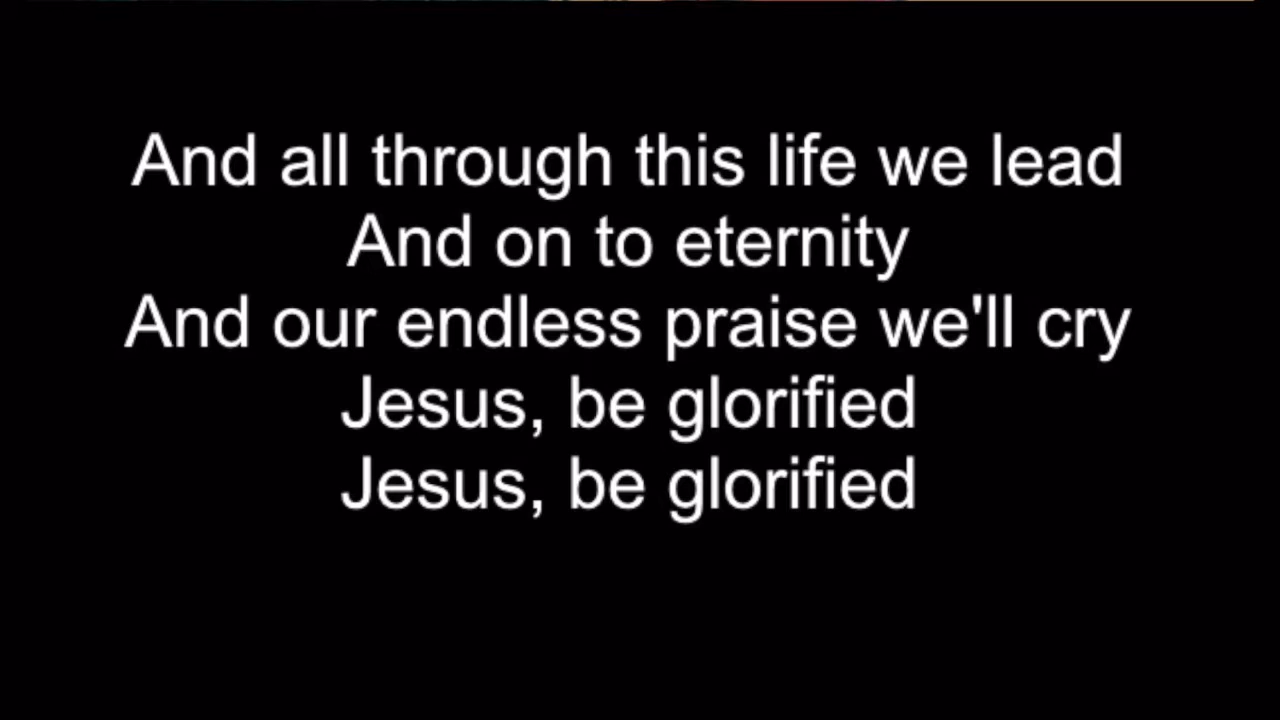 And all through this life we lead
And on to eternity
And our endless praise we'll cry
Jesus, be glorified
Jesus, be glorified